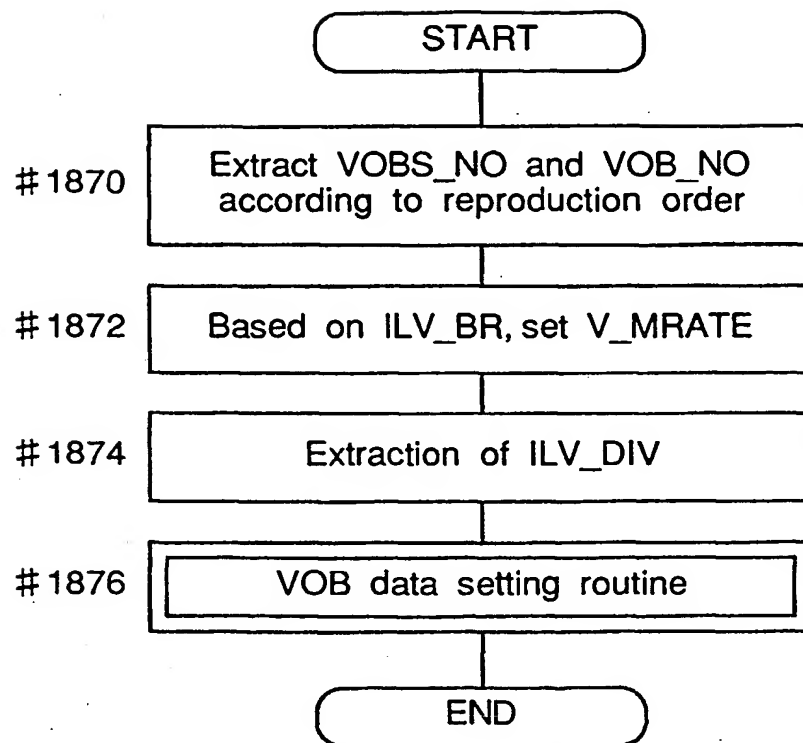 START
#1870
Extract VOBS_NO and VOB_NO
according to reproduction order
#1872
Based on ILV_BR, set V_MRATE
#1874
Extraction of ILV_DIV
#1876
VOB data setting routine
END